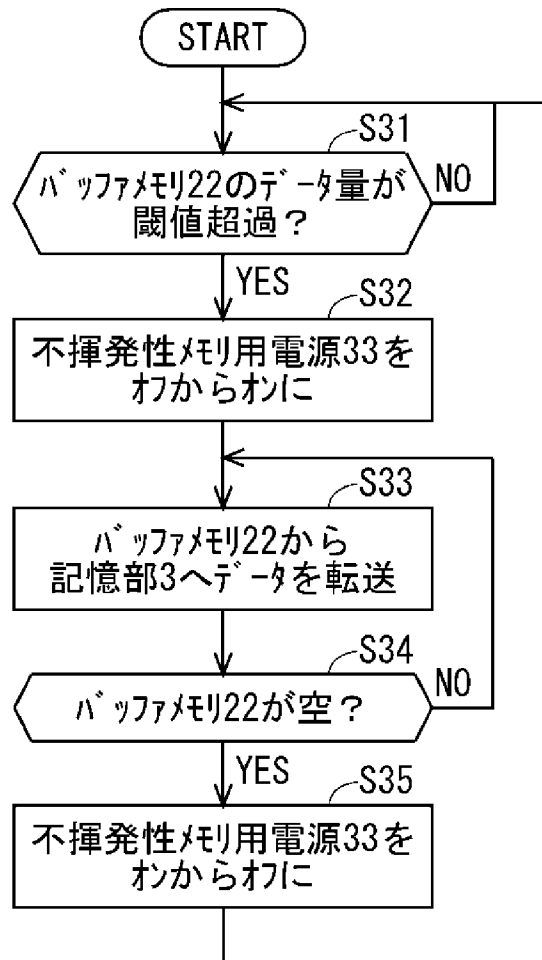 START
S31
バッファメモリ22のデータ量が
閾値超過？
NO
YES
S32
不揮発性メモリ用電源33を
オフからオンに
S33
バッファメモリ22から
記憶部3へデータを転送
S34
バッファメモリ22が空？
NO
YES
S35
不揮発性メモリ用電源33を
オンからオフに